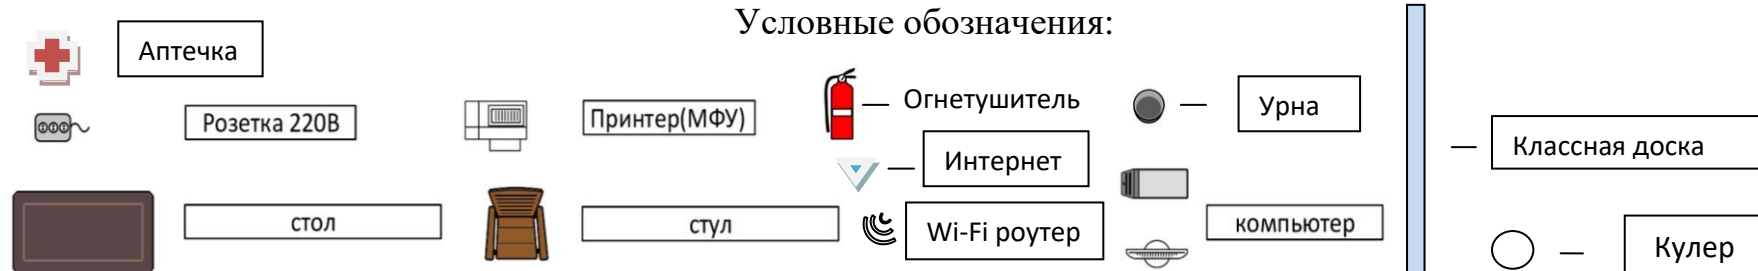 Условные обозначения:
Аптечка
Розетка 220В
Принтер(МФУ)
— Огнетушитель
— Урна
— Интернет
— Классная доска
стол
стул
Wi-Fi роутер
компьютер
— Кулер